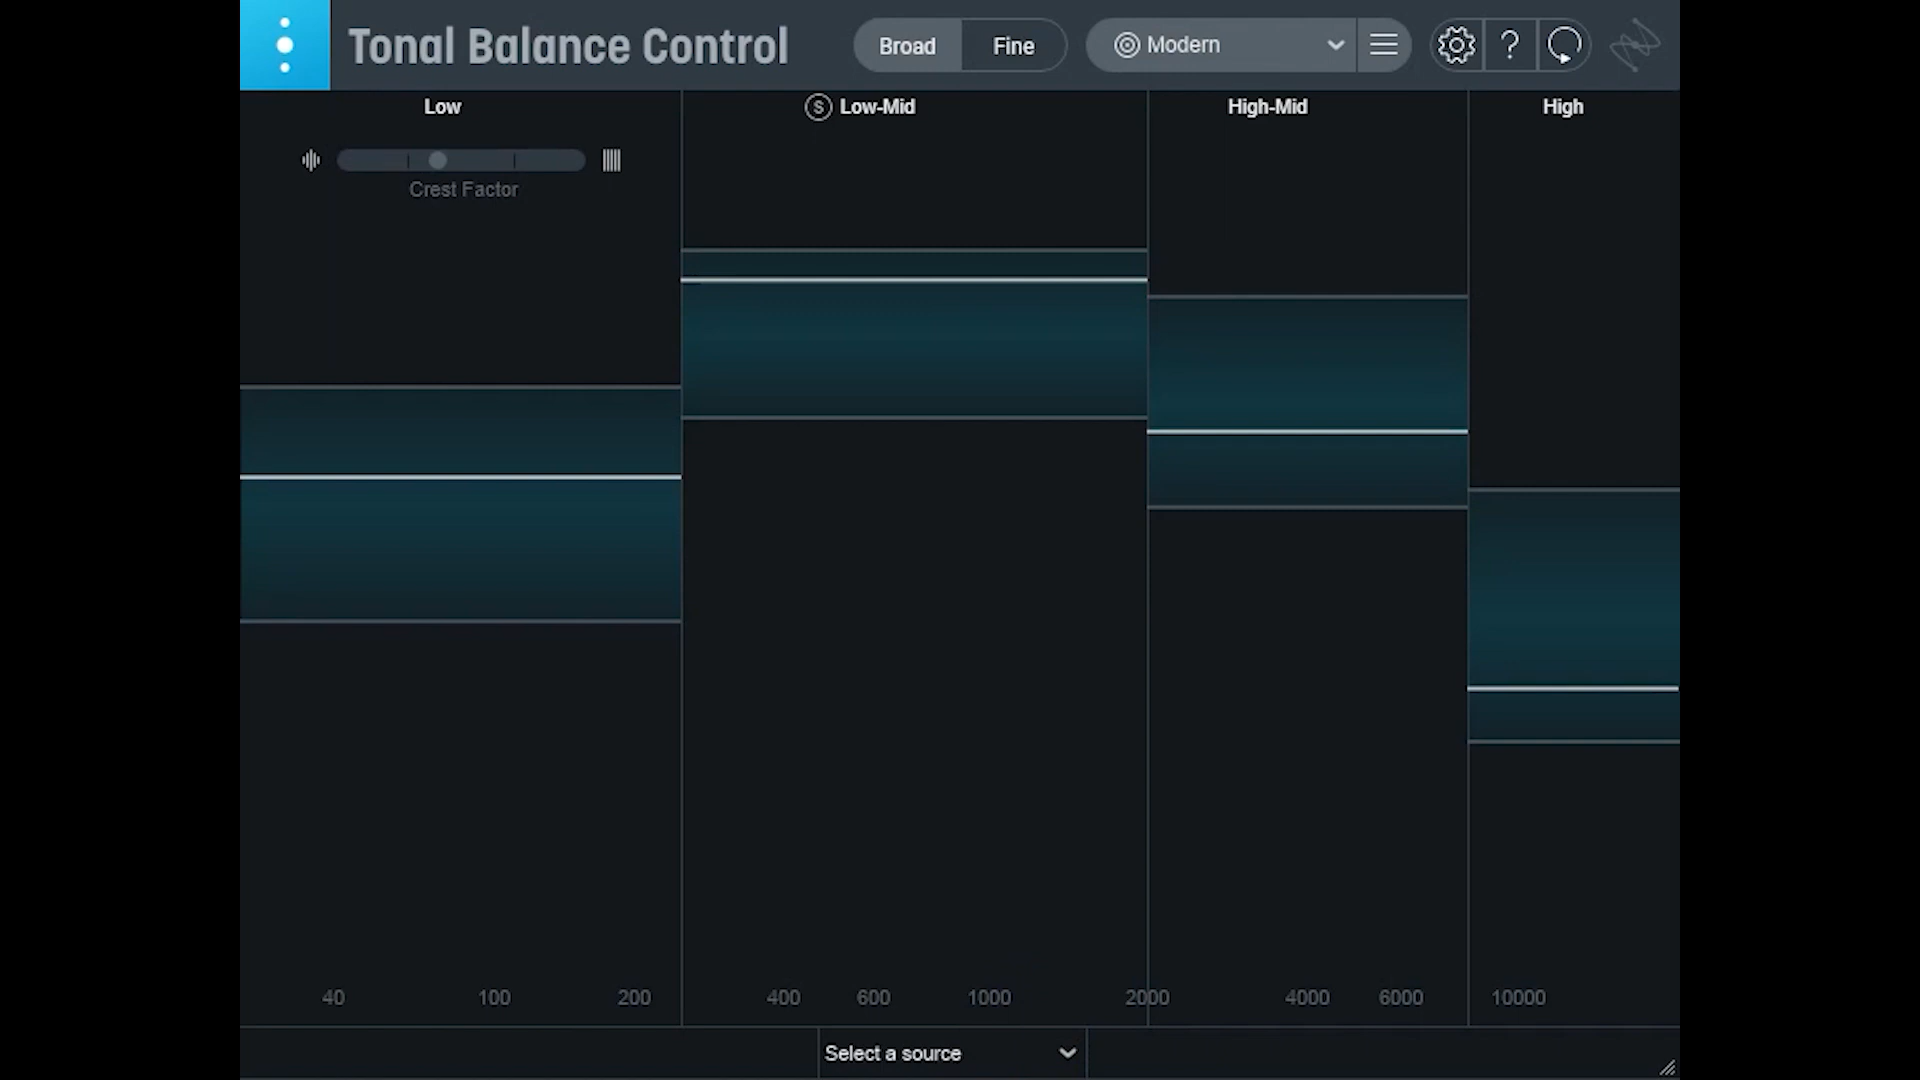 Tonal Balance Control
Broad Fine
Modern
?
Low
S Low-Mid
High-Mid
High
Crest Factor
40 100 200 400 600 1000 2000 4000 6000 10000
Select a source